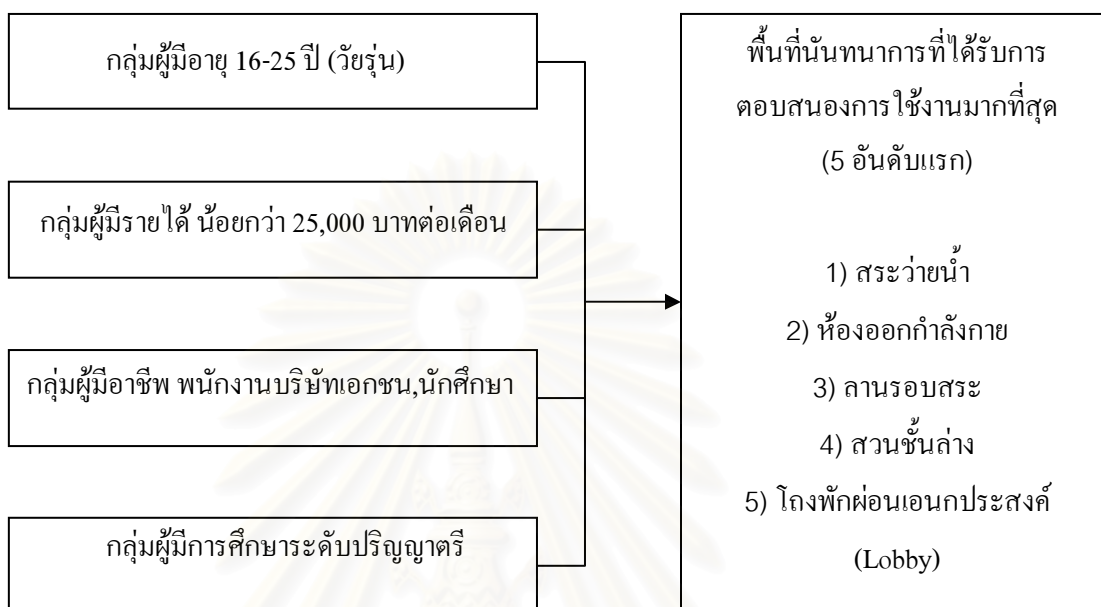 กลุ่มผู้มีอายุ 16-25 ปี (วัยรุ่น)
กลุ่มผู้มีรายได้ น้อยกว่า 25,000 บาทต่อเดือน
กลุ่มผู้มีอาชีพ พนักงานบริษัทเอกชน,นักศึกษา
กลุ่มผู้มีการศึกษาระดับปริญญาตรี
พื้นที่นันทนาการที่ได้รับการ
ตอบสนองการใช้งานมากที่สุด
(5 อันดับแรก)
1) สระว่ายน้ำ
2) ห้องออกกำลังกาย
3) ลานรอบสระ
4) สวนชั้นล่าง
5) โถงพักผ่อนเอนกประสงค์
(Lobby)